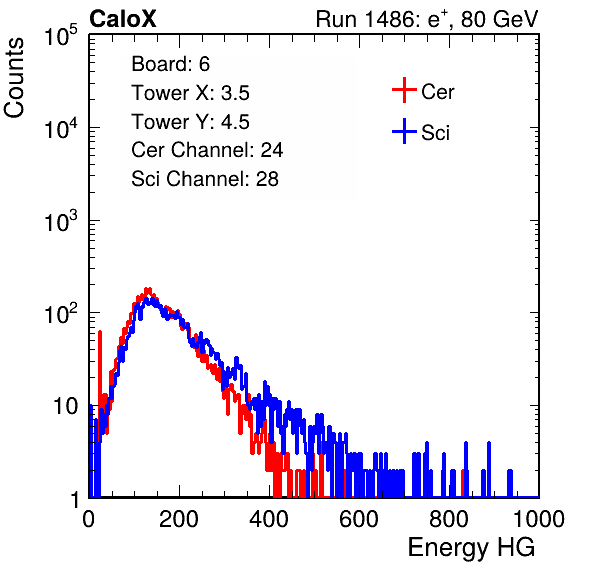 CaloX Run 1486: e⁺, 80 GeV
Counts
10⁵
10⁴
10³
10²
10
1
Board: 6
Tower X: 3.5
Tower Y: 4.5
Cer Channel: 24
Sci Channel: 28
Cer
Sci
0 200 400 600 800 1000
Energy HG